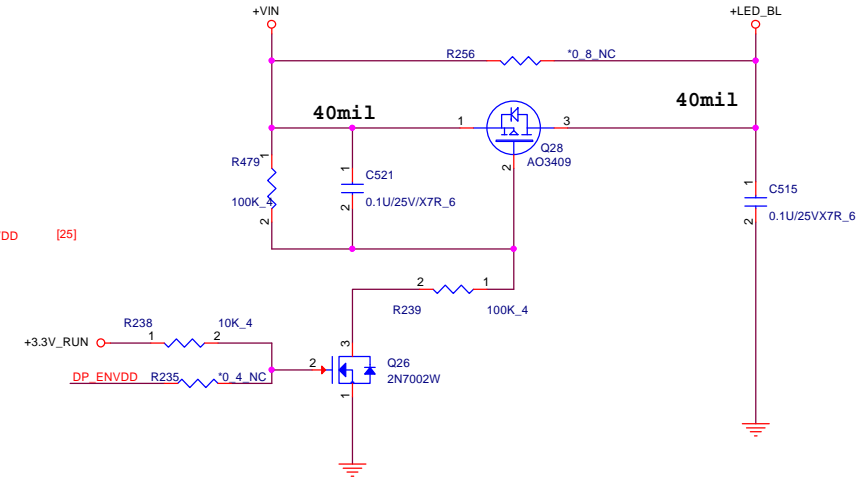 +VIN
+LED_BL
R256
*0_8_NC
40mil
40mil
1
3
Q28
AO3409
2
R479
1
100K_4
2
1
C521
2
0.1U/25V/X7R_6
1
C515
2
0.1U/25VX7R_6
DD
[25]
2
1
R239
100K_4
R238
10K_4
+3.3V_RUN
1
2
3
2
Q26
2N7002W
DP_ENVDD
R235
*0_4_NC
1